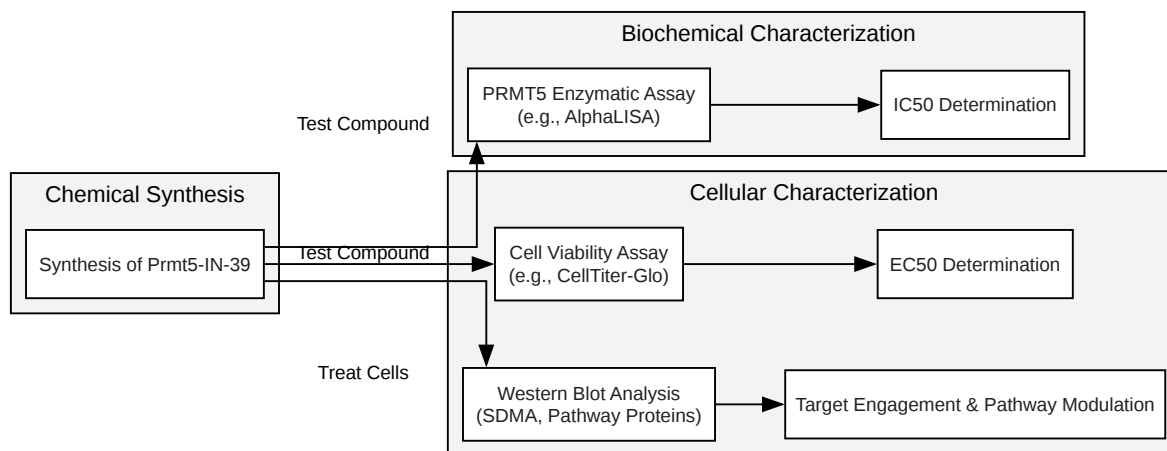 Biochemical Characterization
PRMT5 Enzymatic Assay
(e.g., AlphaLISA)
IC50 Determination
Test Compound
Chemical Synthesis
Synthesis of Prmt5-IN-39
Cellular Characterization
Test Compound
Cell Viability Assay
(e.g., CellTiter-Glo)
EC50 Determination
Treat Cells
Western Blot Analysis
(SDMA, Pathway Proteins)
Target Engagement & Pathway Modulation